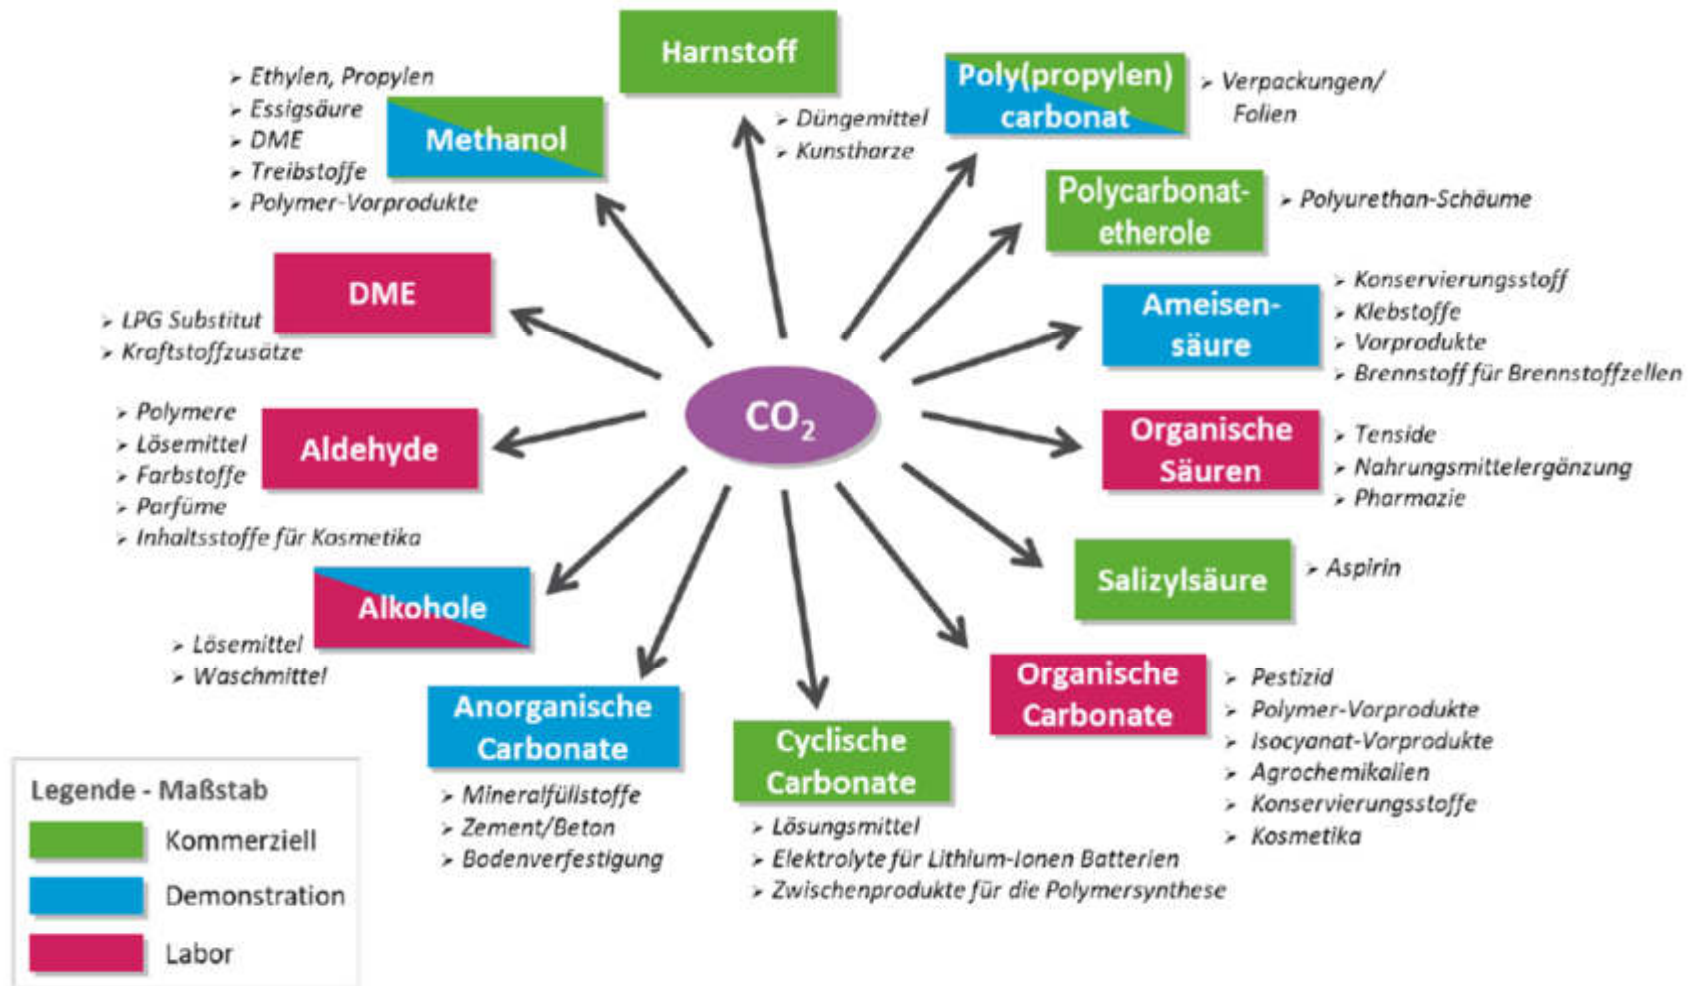 Harnstoff
➢ Düngemittel
➢ Kunstharze
Poly(propylen)
carbonat
➢ Verpackungen/
Folien
Polycarbonat-
etherole
➢ Polyurethan-Schäume
Ameisen-
säure
➢ Konservierungsstoff
➢ Klebstoffe
➢ Vorprodukte
➢ Brennstoff für Brennstoffzellen
Organische
Säuren
➢ Tenside
➢ Nahrungsmittelergänzung
➢ Pharmazie
Salizylsäure
➢ Aspirin
Organische
Carbonate
➢ Pestizid
➢ Polymer-Vorprodukte
➢ Isocyanat-Vorprodukte
➢ Agrochemikalien
➢ Konservierungsstoffe
➢ Kosmetika
Cyclische
Carbonate
➢ Lösungsmittel
➢ Elektrolyte für Lithium-Ionen Batterien
➢ Zwischenprodukte für die Polymersynthese
Anorganische
Carbonate
➢ Mineralfüllstoffe
➢ Zement/Beton
➢ Bodenverfestigung
Alkohole
➢ Lösemittel
➢ Waschmittel
Aldehyde
➢ Polymere
➢ Lösemittel
➢ Farbstoffe
➢ Parfüme
➢ Inhaltsstoffe für Kosmetika
DME
➢ LPG Substitut
➢ Kraftstoffzusätze
Methanol
➢ Ethylen, Propylen
➢ Essigsäure
➢ DME
➢ Treibstoffe
➢ Polymer-Vorprodukte
CO₂
Legende - Maßstab
Kommerziell
Demonstration
Labor